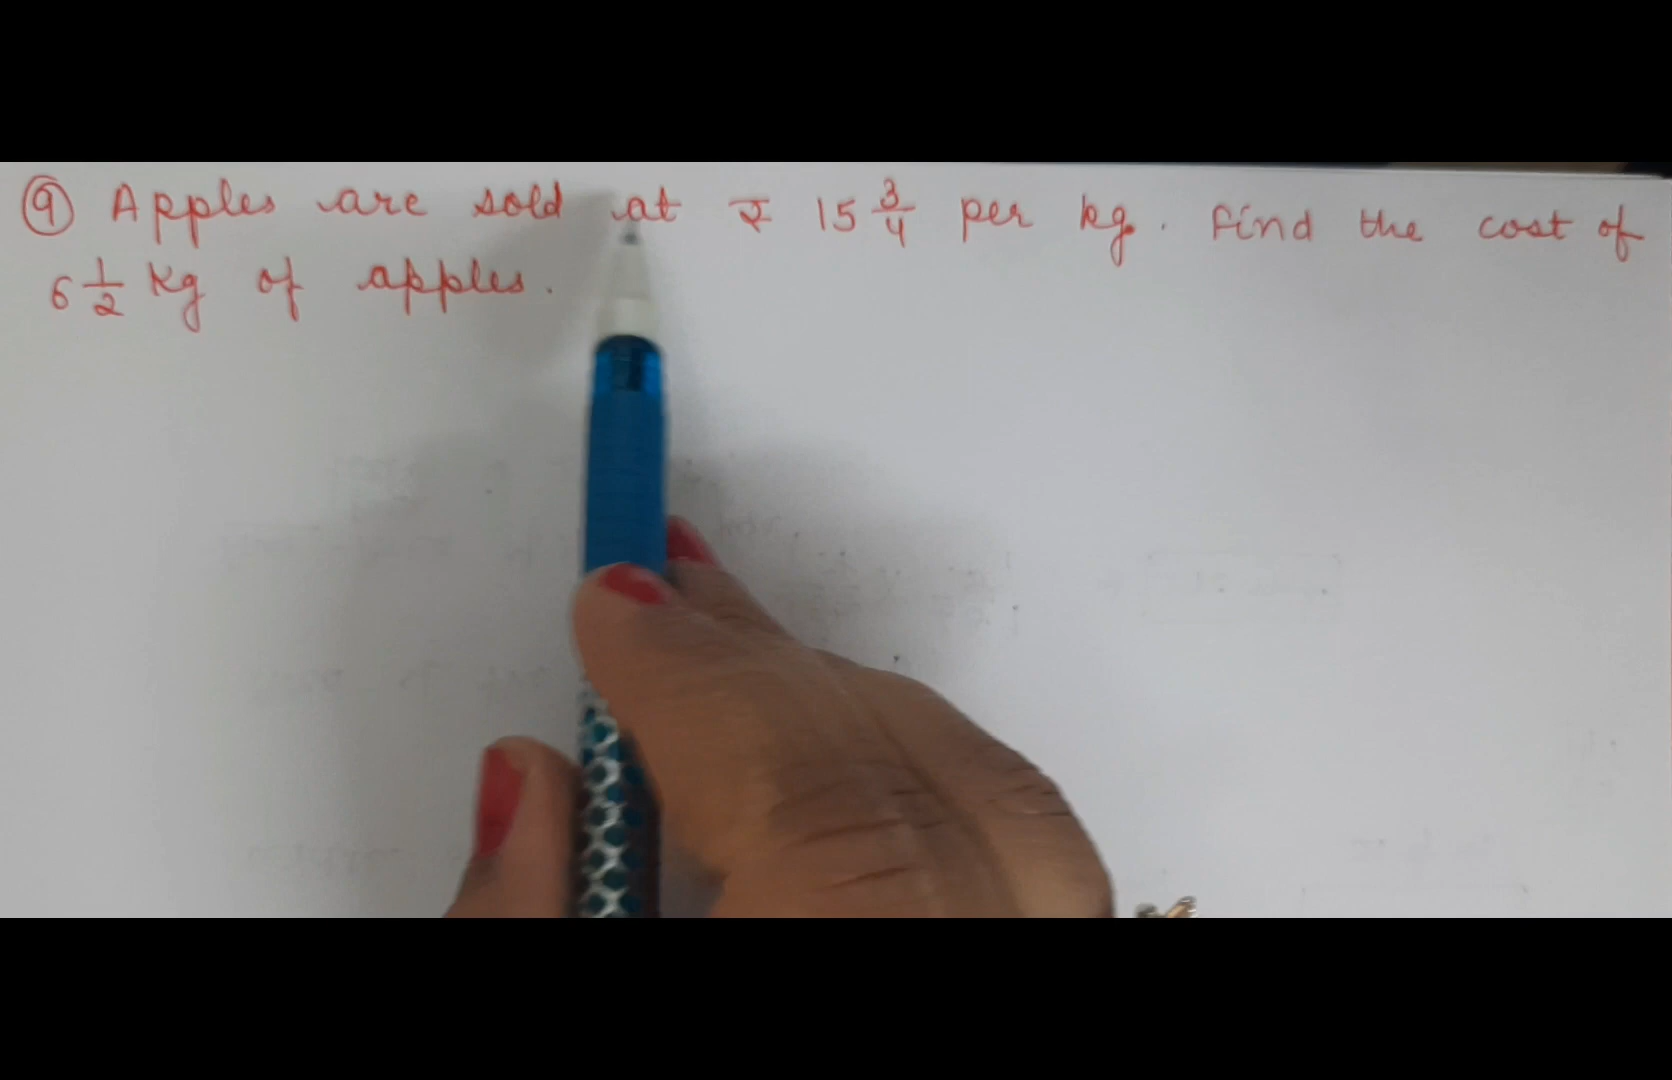 ⑨ Apples are sold at ₹ 15 3/4 per kg. Find the cost of
6 1/2 kg of apples.